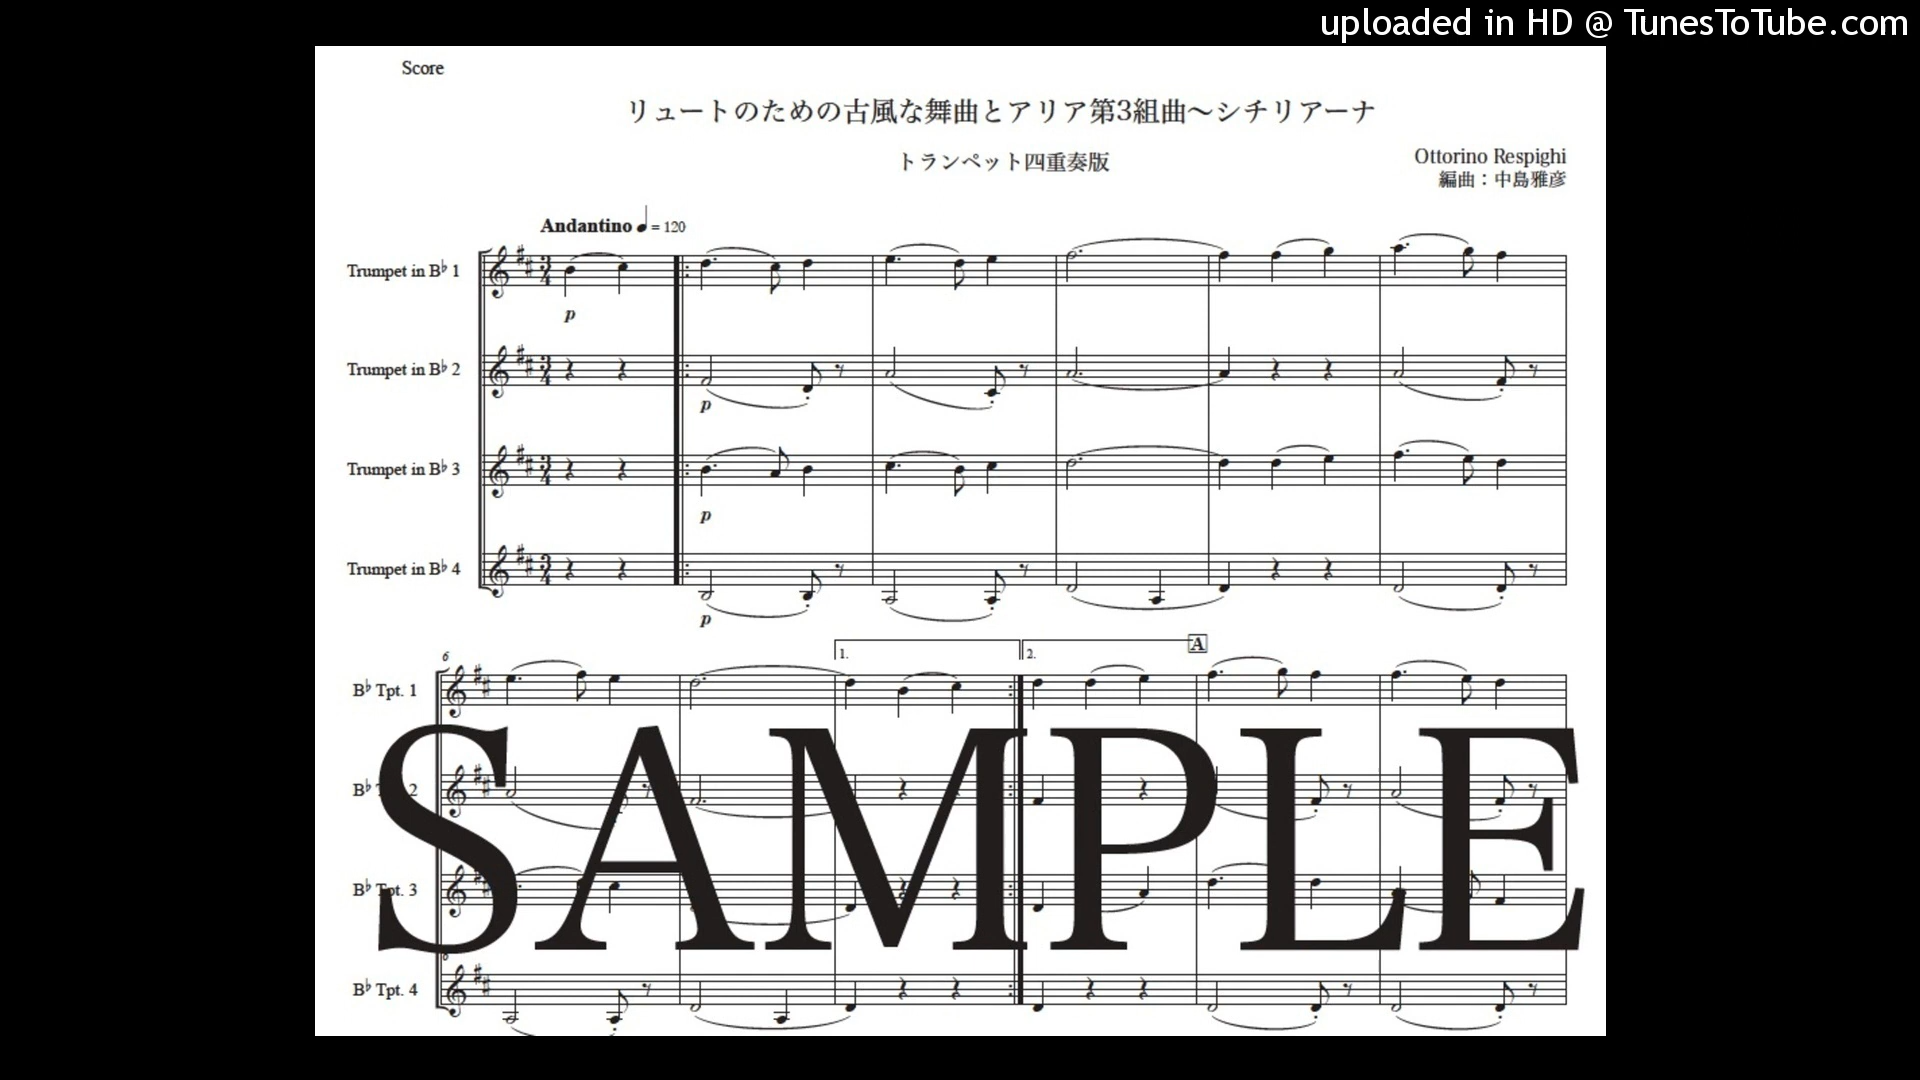 uploaded in HD @ TunesToTube.com
Score
リュートのための古風な舞曲とアリア第3組曲〜シチリアーナ
トランペット四重奏版
Ottorino Respighi
編曲：中島雅彦
Andantino ♩= 120
Trumpet in B♭ 1
p
Trumpet in B♭ 2
p
Trumpet in B♭ 3
p
Trumpet in B♭ 4
p
6
1.
2.
A
B♭ Tpt. 1
B♭ Tpt. 2
B♭ Tpt. 3
B♭ Tpt. 4
SAMPLE